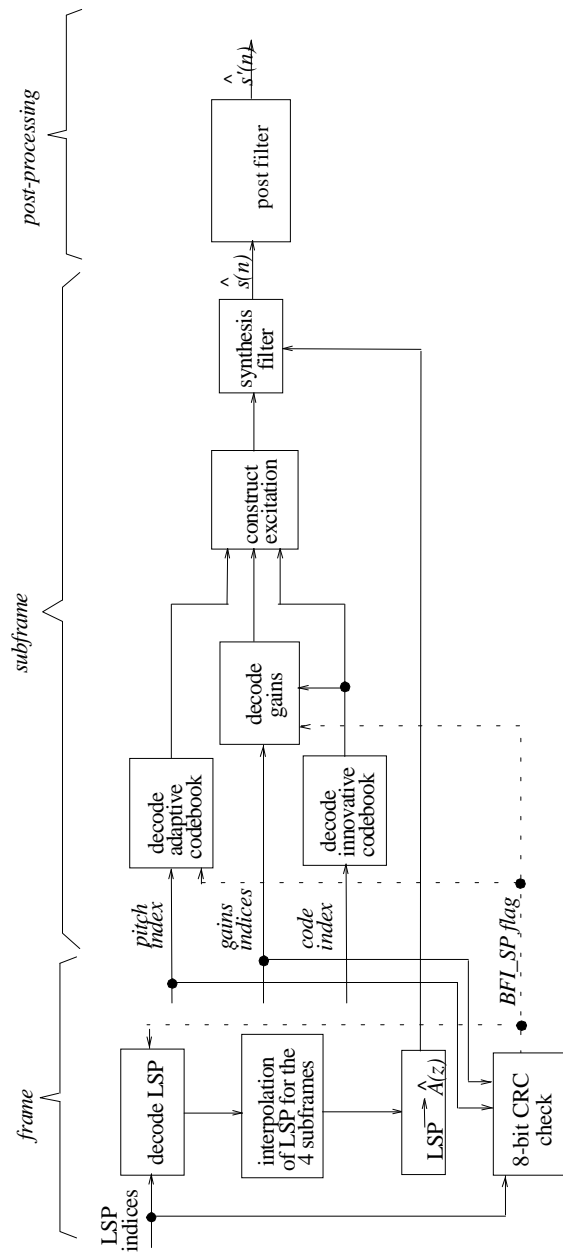 frame
subframe
post-processing
LSP
indices
decode LSP
interpolation
of LSP for the
4 subframes
LSP → Â(z)
8-bit CRC
check
BFI_SP flag
pitch
index
gains
indices
code
index
decode
adaptive
codebook
decode
gains
decode
innovative
codebook
construct
excitation
synthesis
filter
ŝ(n)
post filter
ŝ'(n)